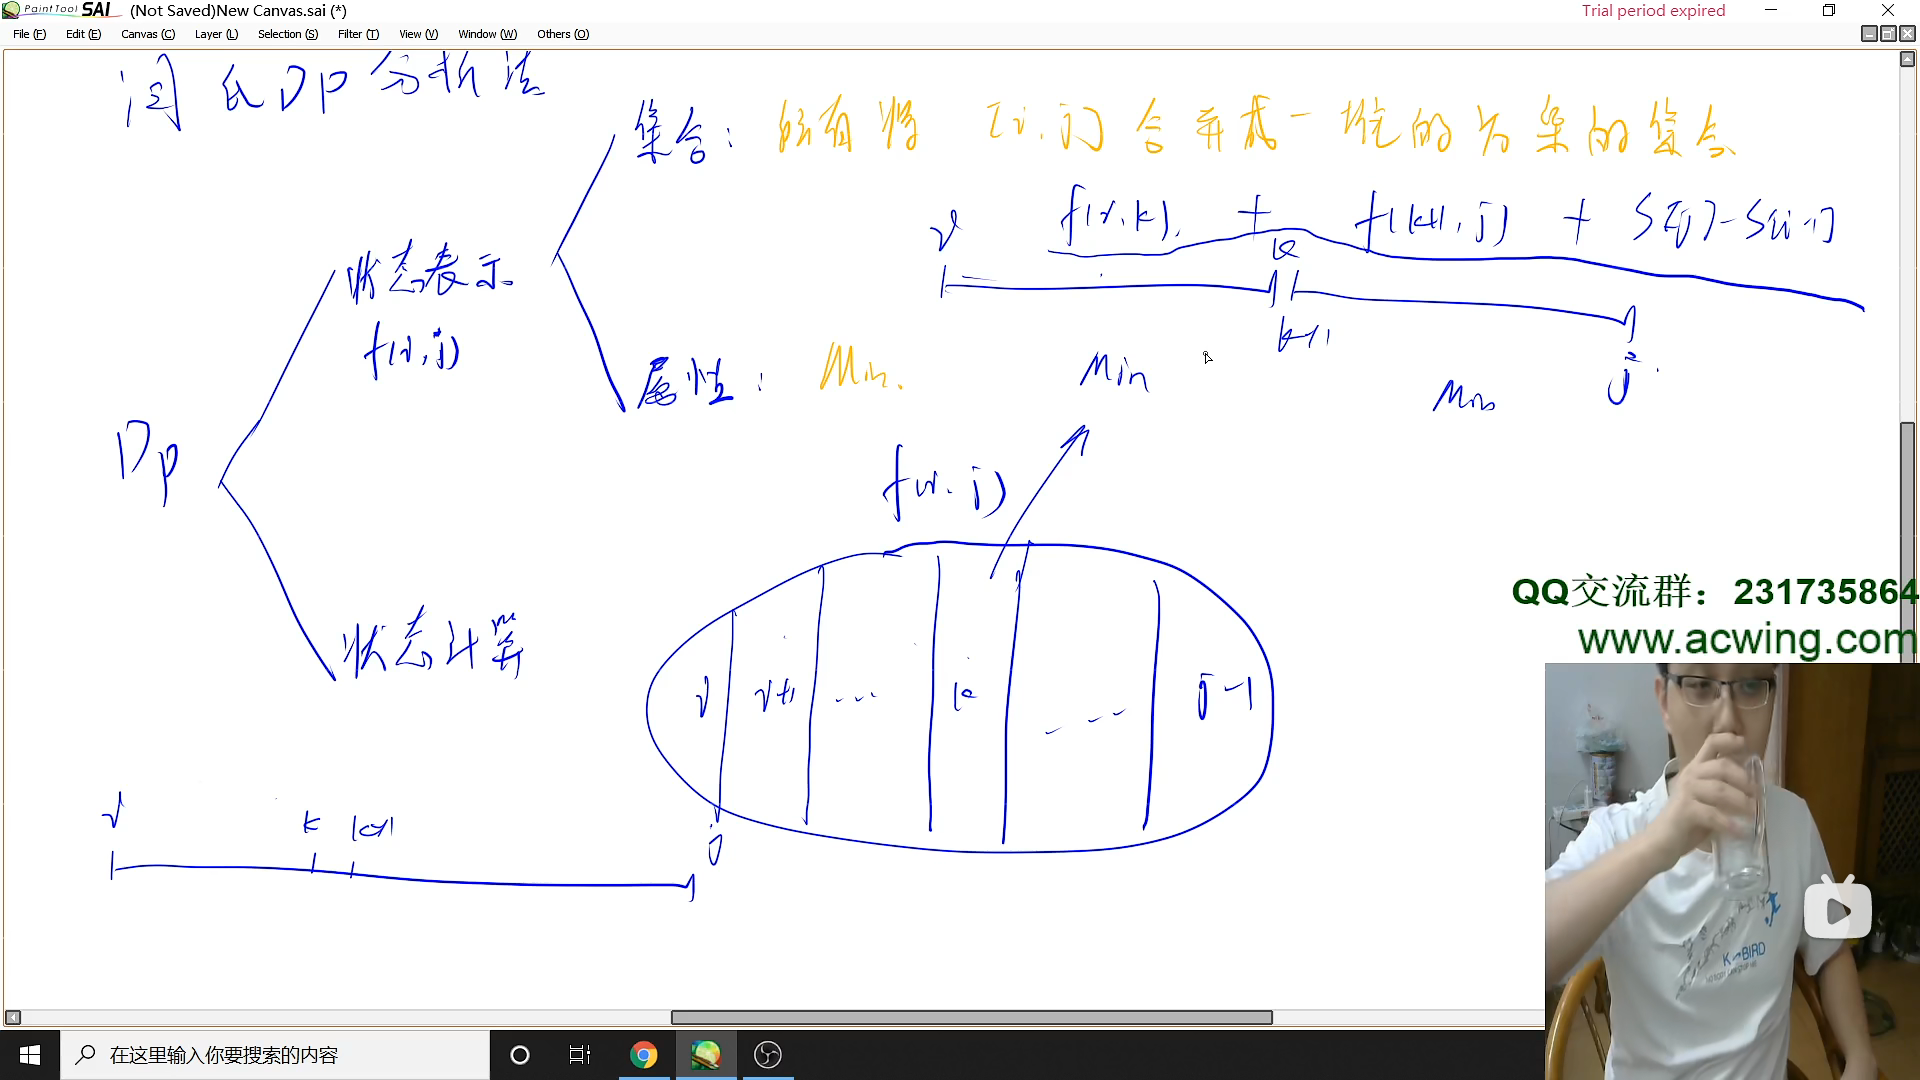 PaintTool SAI (Not Saved)New Canvas.sai (*) Trial period expired
File (F) Edit (E) Canvas (C) Layer (L) Selection (S) Filter (T) View (V) Window (W) Others (O)
闫氏DP分析法
集合：所有将[i,j]合并成一堆的方案的集合
f(i,k) + f(k+1,j) + S[j]-S[i-1]
i k
k+1 j
状态表示
f(i,j)
属性：Min.
Min Min
DP
f(i,j)
QQ交流群：231735864
www.acwing.com
状态计算
i i+1 ... k ... j-1
i k k+1 j
K BIRD
在这里输入你要搜索的内容